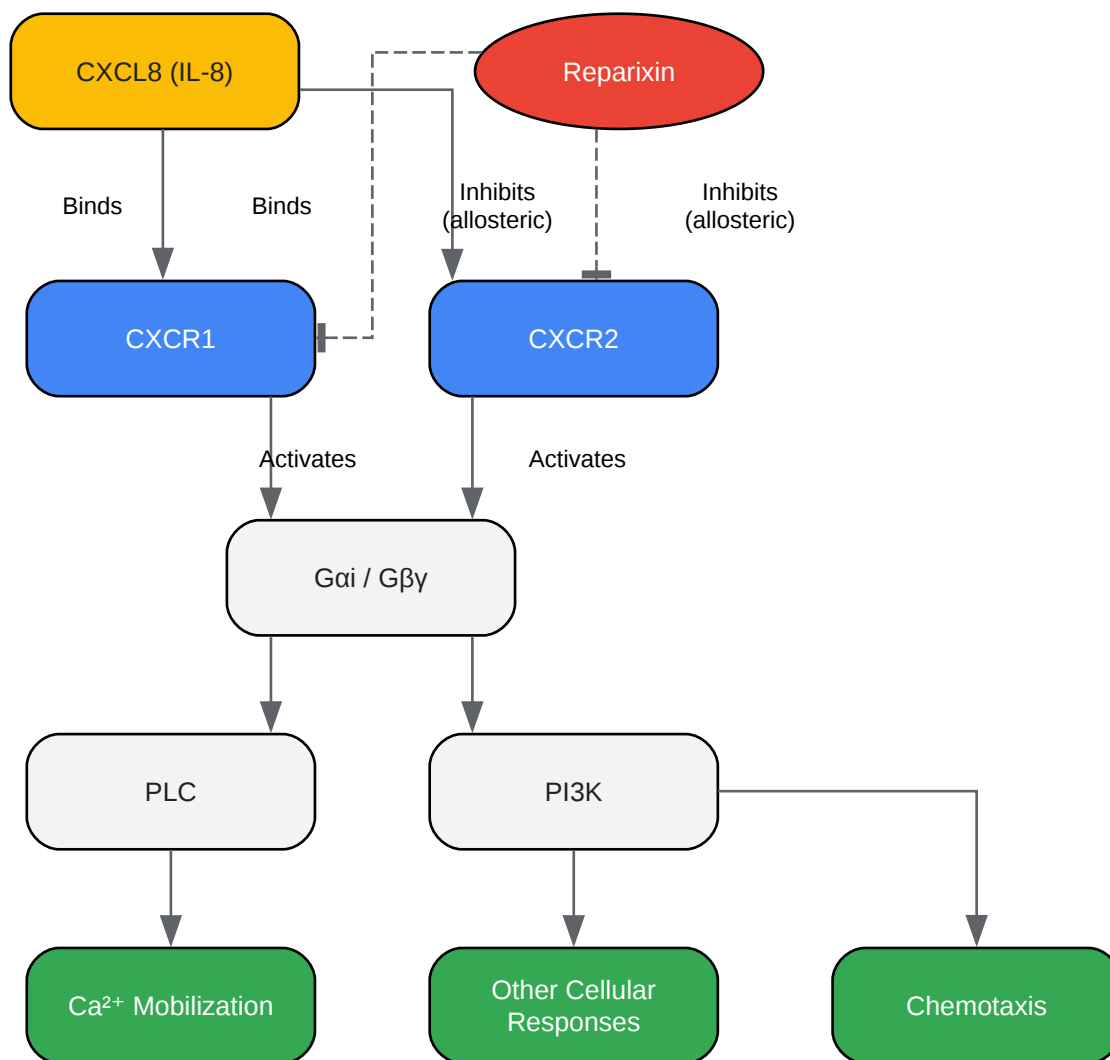 CXCL8 (IL-8)
Reparixin
Binds
Binds
Inhibits
(allosteric)
Inhibits
(allosteric)
CXCR1
CXCR2
Activates
Activates
Gαi / Gβγ
PLC
PI3K
Ca²⁺ Mobilization
Other Cellular
Responses
Chemotaxis